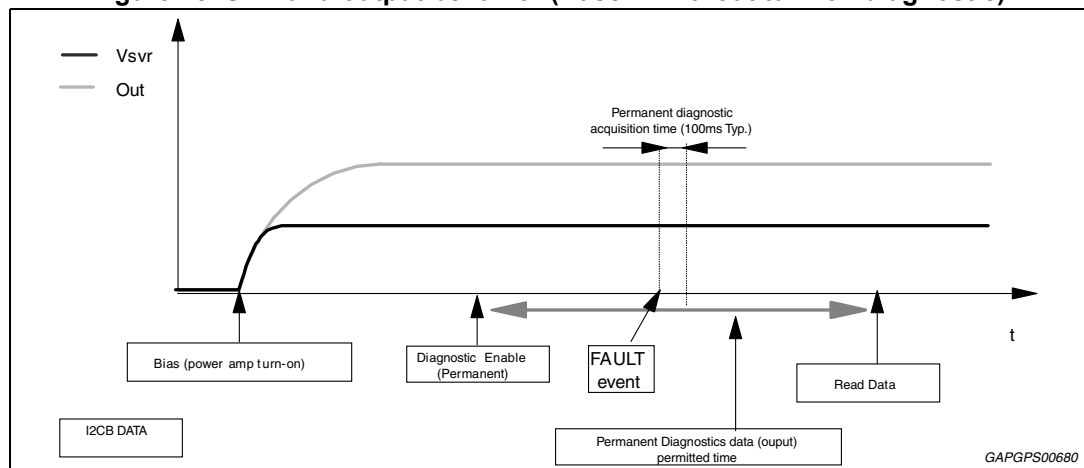 Vsvr
Out
Permanent diagnostic
acquisition time (100ms Typ.)
t
Bias (power amp turn-on)
Diagnostic Enable
(Permanent)
FAULT
event
Read Data
I2CB DATA
Permanent Diagnostics data (ouput)
permitted time
GAPGPS00680